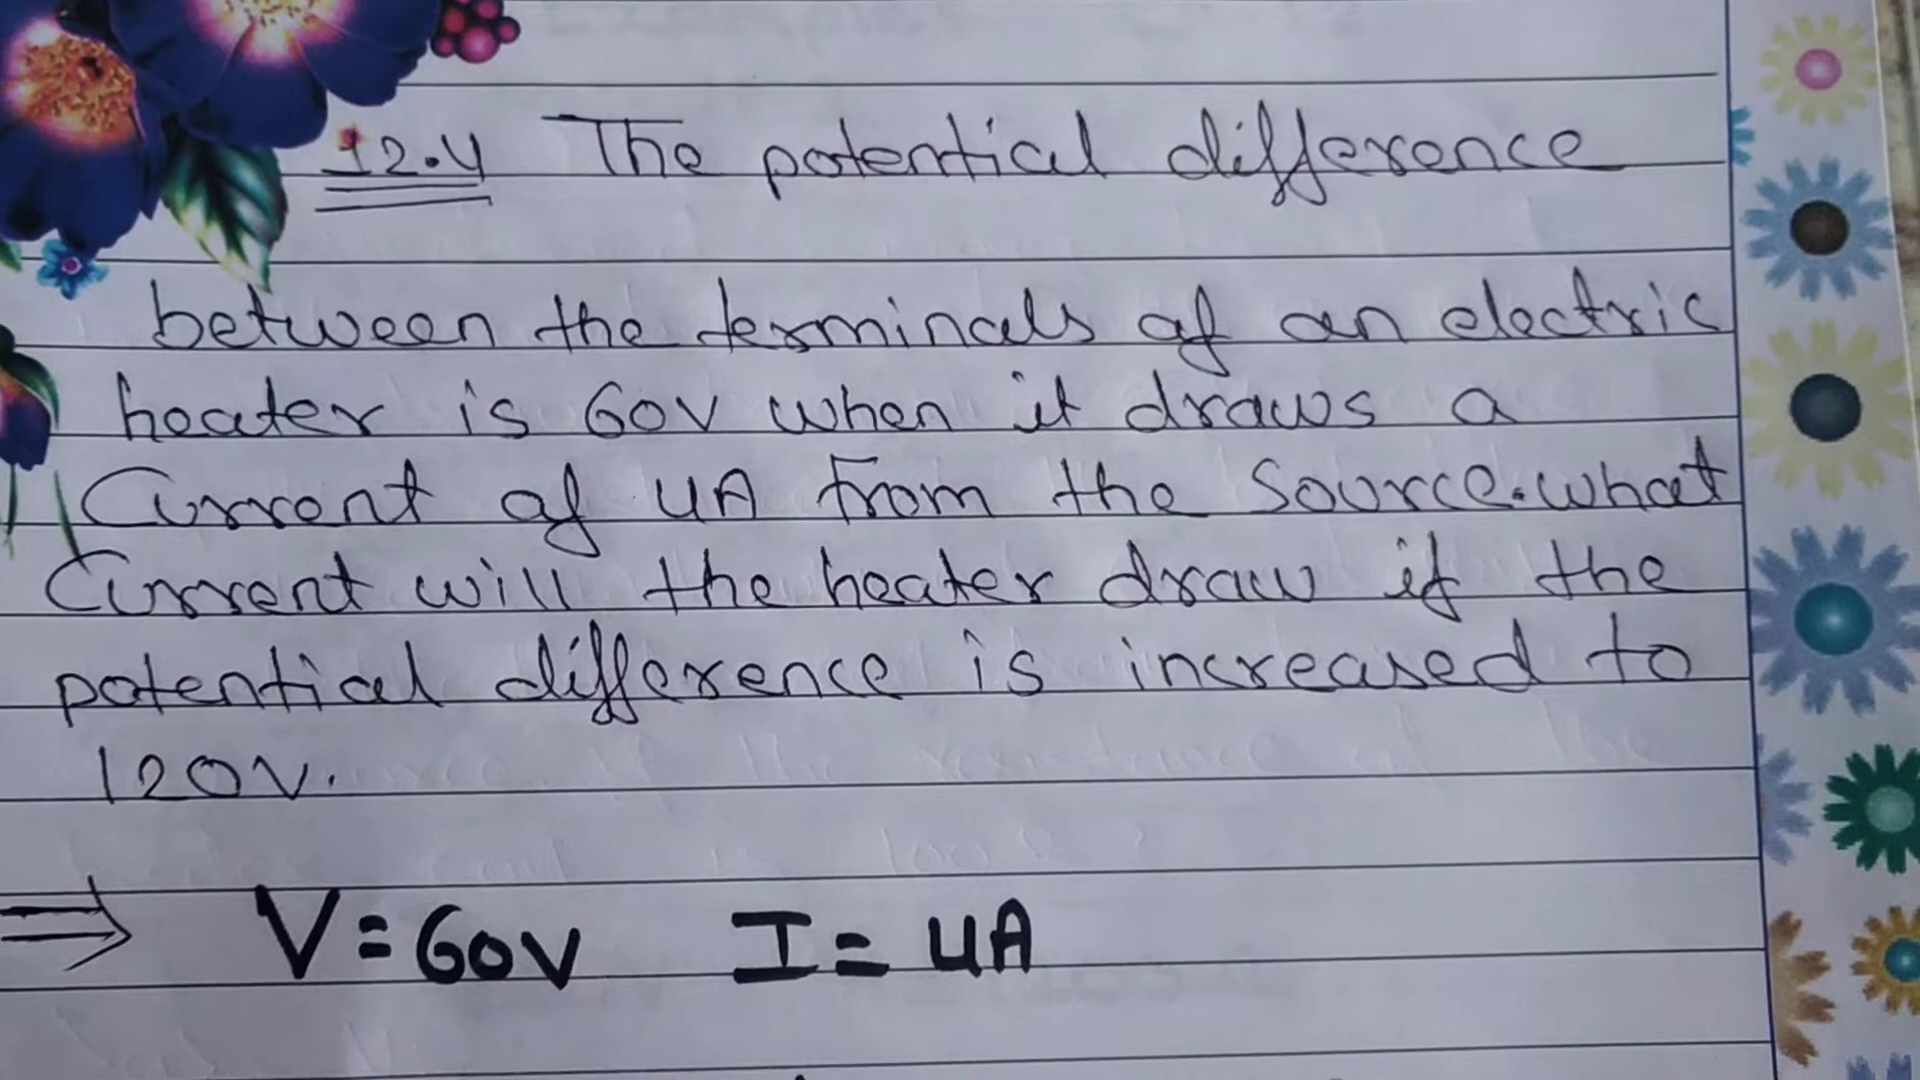 12.4 The potential difference
between the terminals of an electric
heater is 60V when it draws a
Current of 4A from the source. what
Current will the heater draw if the
potential difference is increased to
120V.
⇒ V = 60V I = 4A